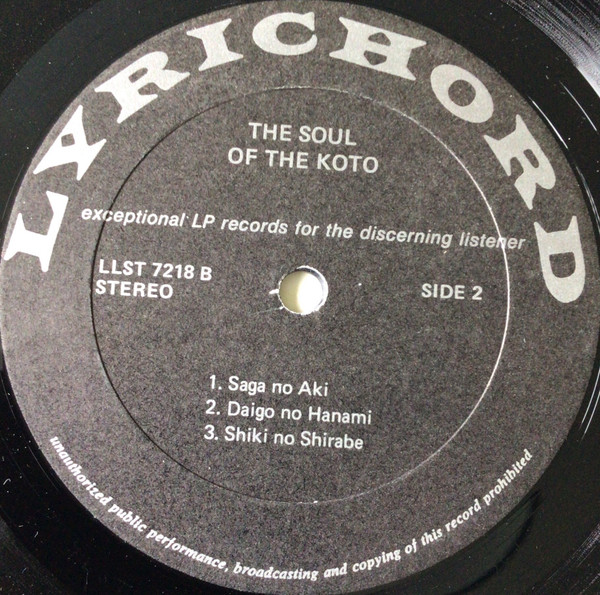 LYRICHORD
THE SOUL
OF THE KOTO
exceptional LP records for the discerning listener
LLST 7218 B
STEREO
SIDE 2
1. Saga no Aki
2. Daigo no Hanami
3. Shiki no Shirabe
unauthorized public performance, broadcasting and copying of this record prohibited